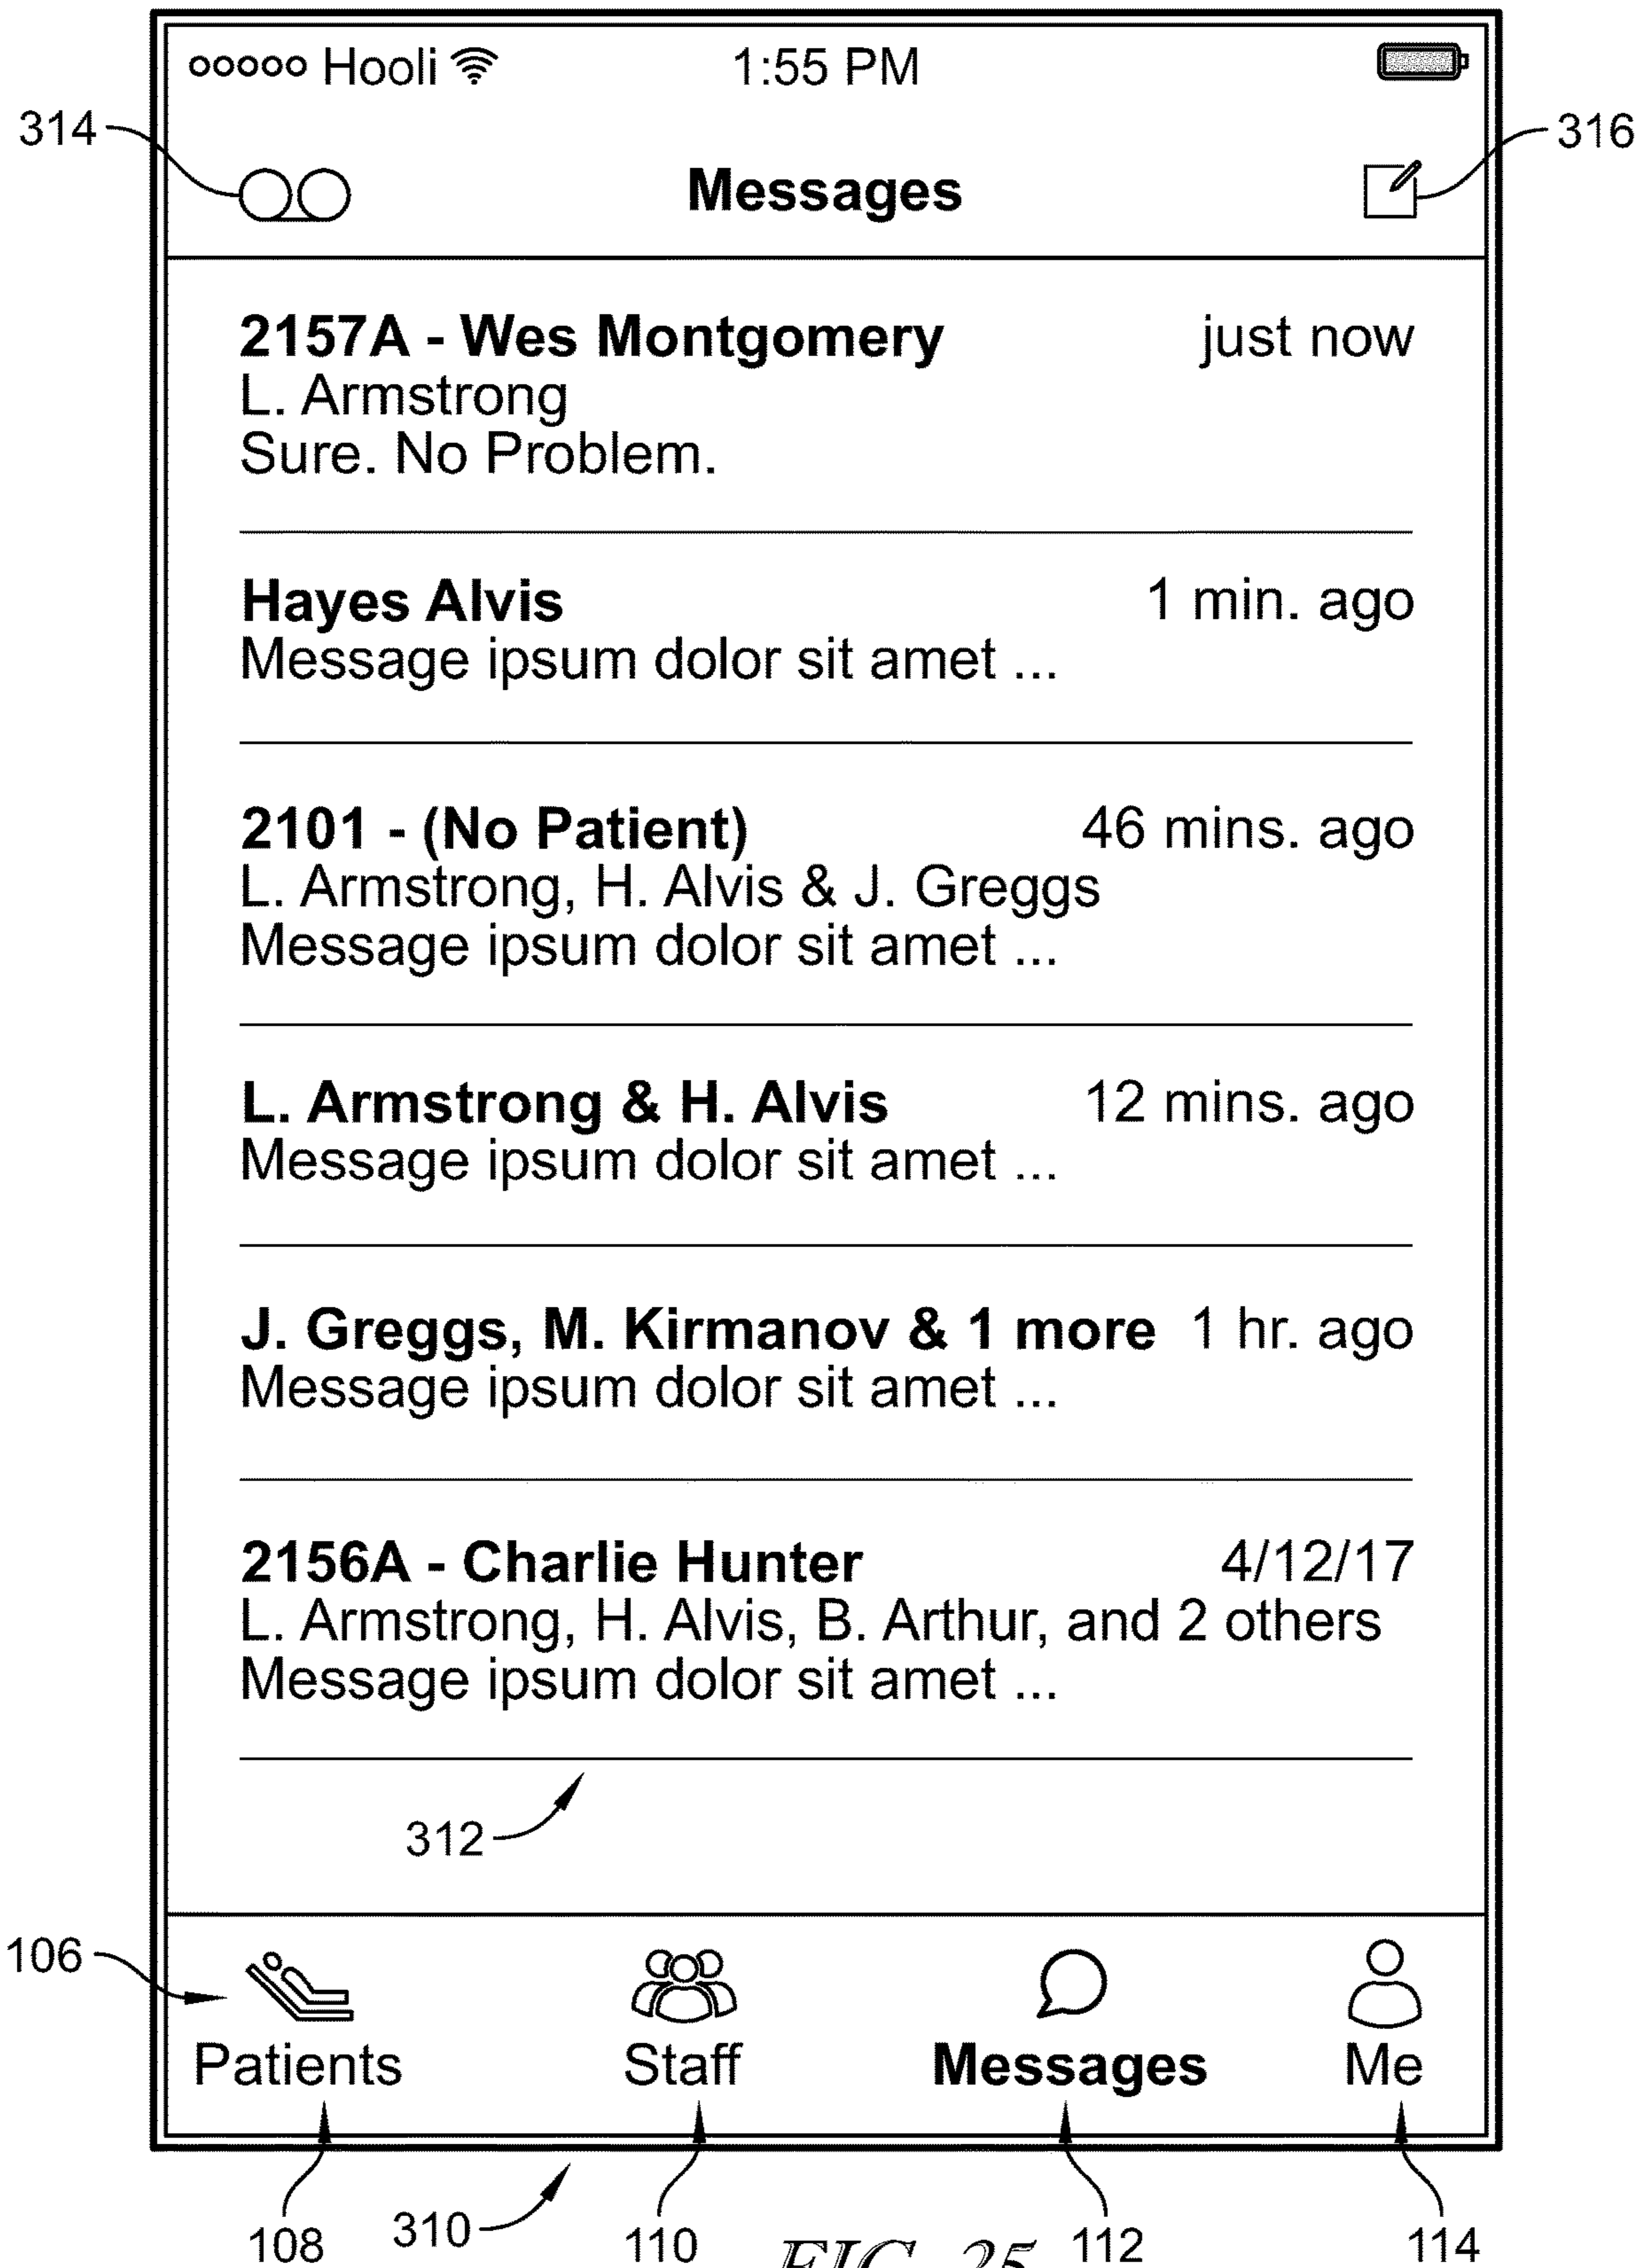 ooooo Hooli 1:55 PM
314
316
Messages
2157A - Wes Montgomery just now
L. Armstrong
Sure. No Problem.
Hayes Alvis 1 min. ago
Message ipsum dolor sit amet ...
2101 - (No Patient) 46 mins. ago
L. Armstrong, H. Alvis & J. Greggs
Message ipsum dolor sit amet ...
L. Armstrong & H. Alvis 12 mins. ago
Message ipsum dolor sit amet ...
J. Greggs, M. Kirmanov & 1 more 1 hr. ago
Message ipsum dolor sit amet ...
2156A - Charlie Hunter 4/12/17
L. Armstrong, H. Alvis, B. Arthur, and 2 others
Message ipsum dolor sit amet ...
312
106
Patients Staff Messages Me
108 310 110 FIG. 25 112 114